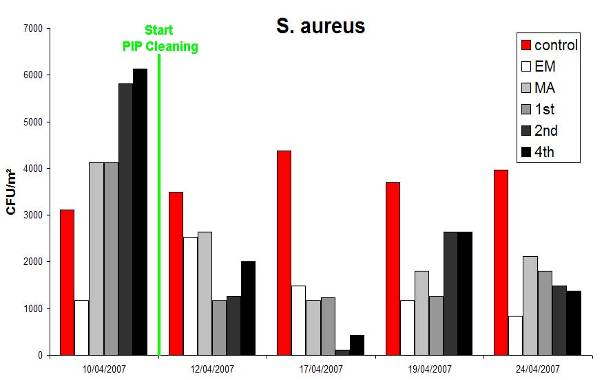 S. aureus
Start
PIP Cleaning
control
EM
MA
1st
2nd
4th
CFU/m²
7000
6000
5000
4000
3000
2000
1000
0
10/04/2007
12/04/2007
17/04/2007
19/04/2007
24/04/2007